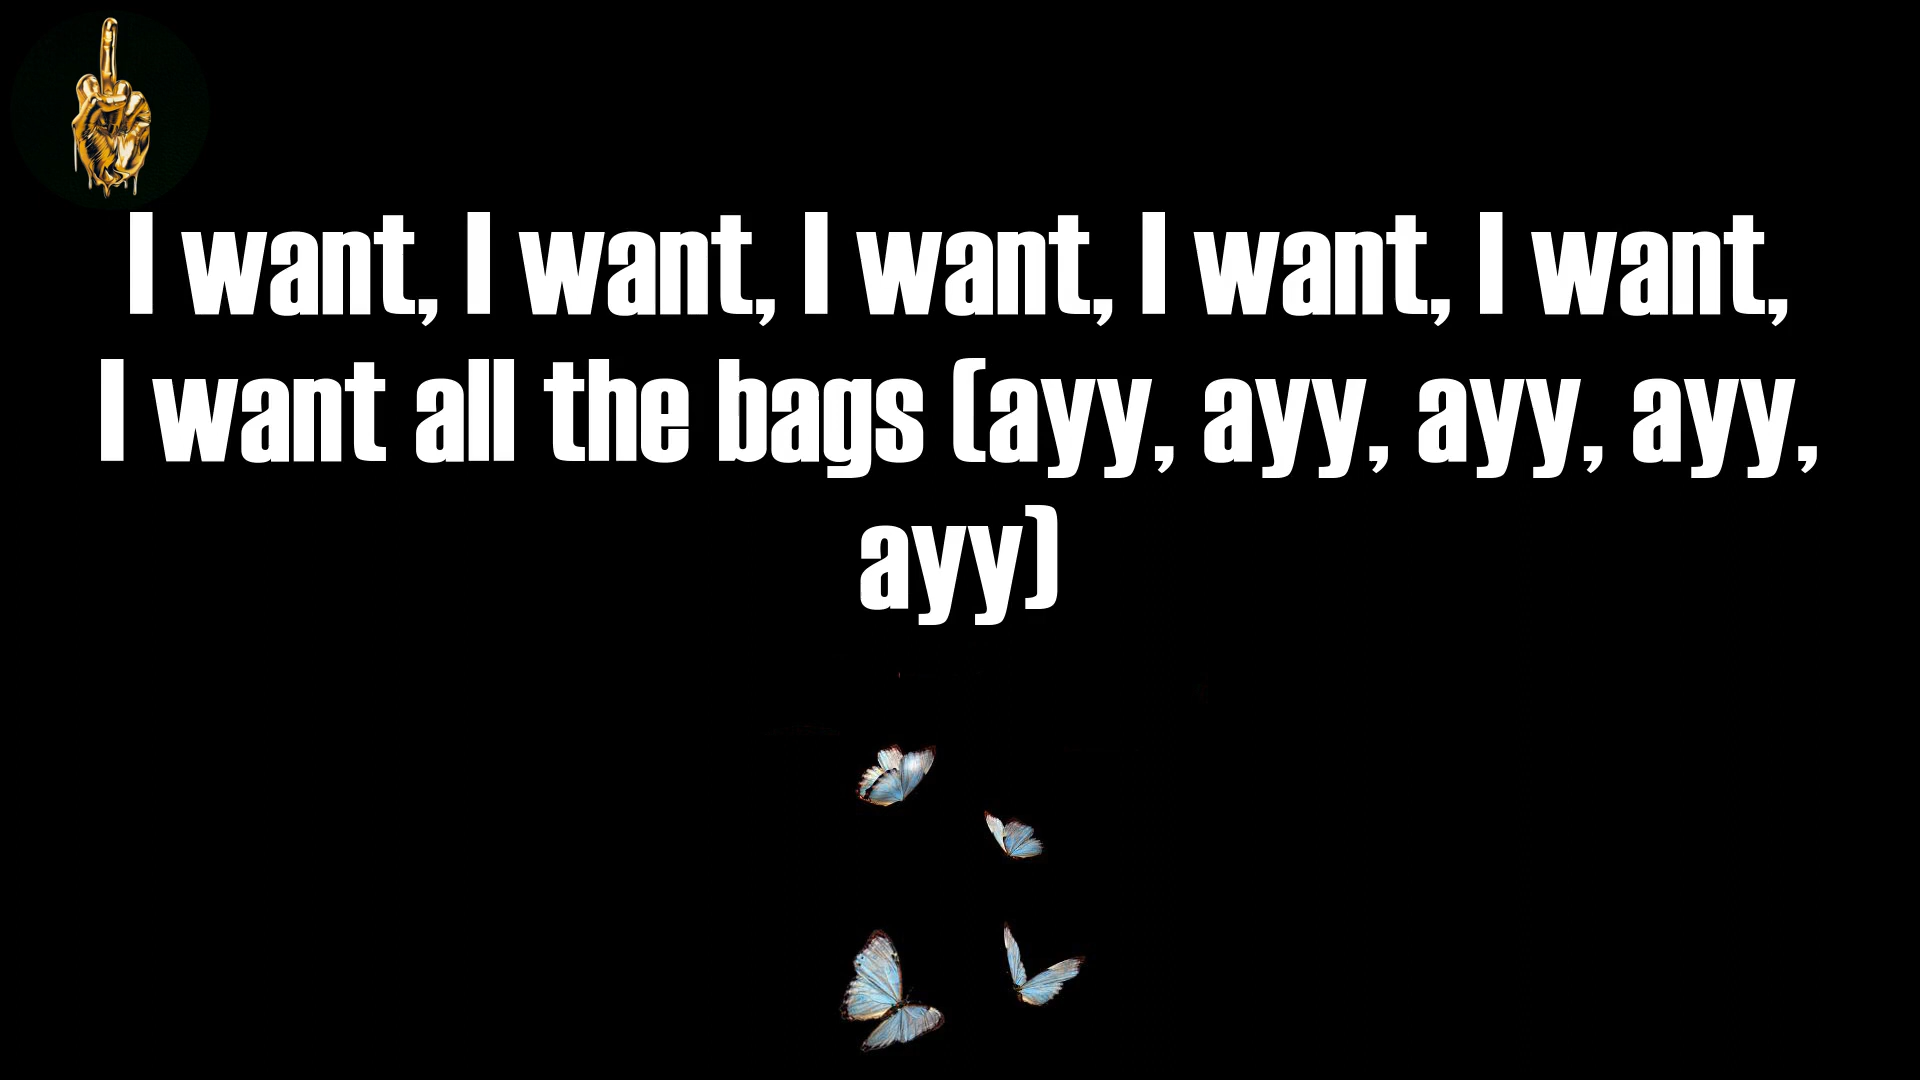 I want, I want, I want, I want, I want,
I want all the bags (ayy, ayy, ayy, ayy,
ayy)